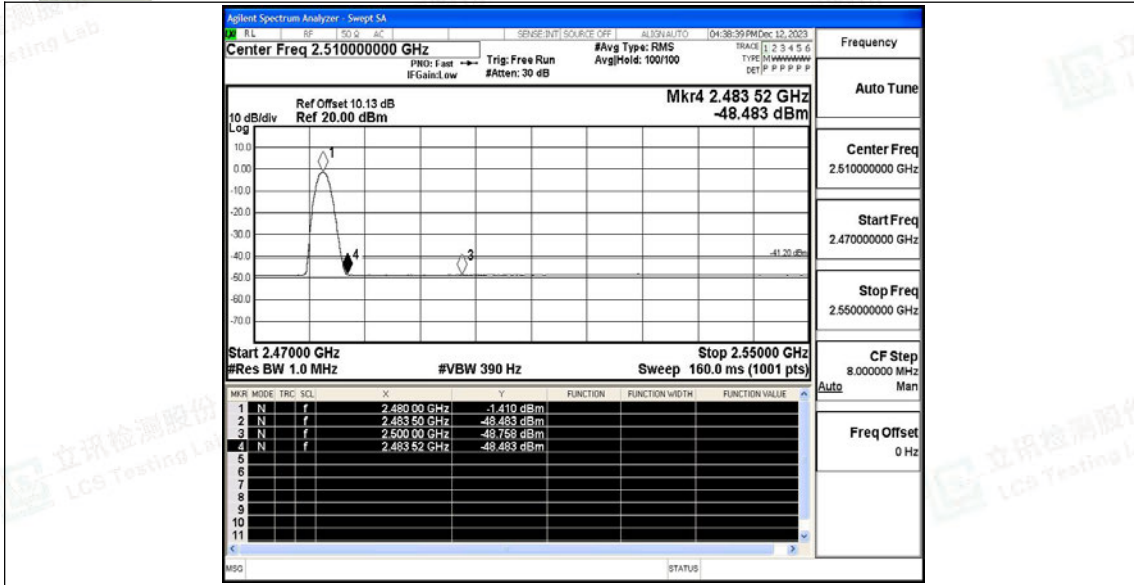 Agilent Spectrum Analyzer - Swept SA
RL RF 50 Ω AC SENSE:INT SOURCE OFF ALIGN AUTO 04:38:39 PM Dec 12, 2023
Center Freq 2.510000000 GHz
PNO: Fast
IFGain:Low
Trig: Free Run
#Atten: 30 dB
#Avg Type: RMS
Avg|Hold: 100/100
TRACE 1 2 3 4 5 6
TYPE M
DET P P P P P P
Frequency
Auto Tune
Center Freq
2.510000000 GHz
Start Freq
2.470000000 GHz
Stop Freq
2.550000000 GHz
CF Step
8.000000 MHz
Auto Man
Freq Offset
0 Hz
Mkr4 2.483 52 GHz
-48.483 dBm
Ref Offset 10.13 dB
10 dB/div Ref 20.00 dBm
Log
10.0
0.00
-10.0
-20.0
-30.0
-40.0
-50.0
-60.0
-70.0
1
4
3
-41.20 dBm
Start 2.47000 GHz Stop 2.55000 GHz
#Res BW 1.0 MHz #VBW 390 Hz Sweep 160.0 ms (1001 pts)
MKR MODE TRC SCL X Y FUNCTION FUNCTION WIDTH FUNCTION VALUE
1 N f 2.480 00 GHz -1.410 dBm
2 N f 2.483 50 GHz -48.483 dBm
3 N f 2.500 00 GHz -48.758 dBm
4 N f 2.483 52 GHz -48.483 dBm
5
6
7
8
9
10
11
MSG STATUS
立讯检测股份
LCS Testing Lab
立讯检测股份
LCS Testing L